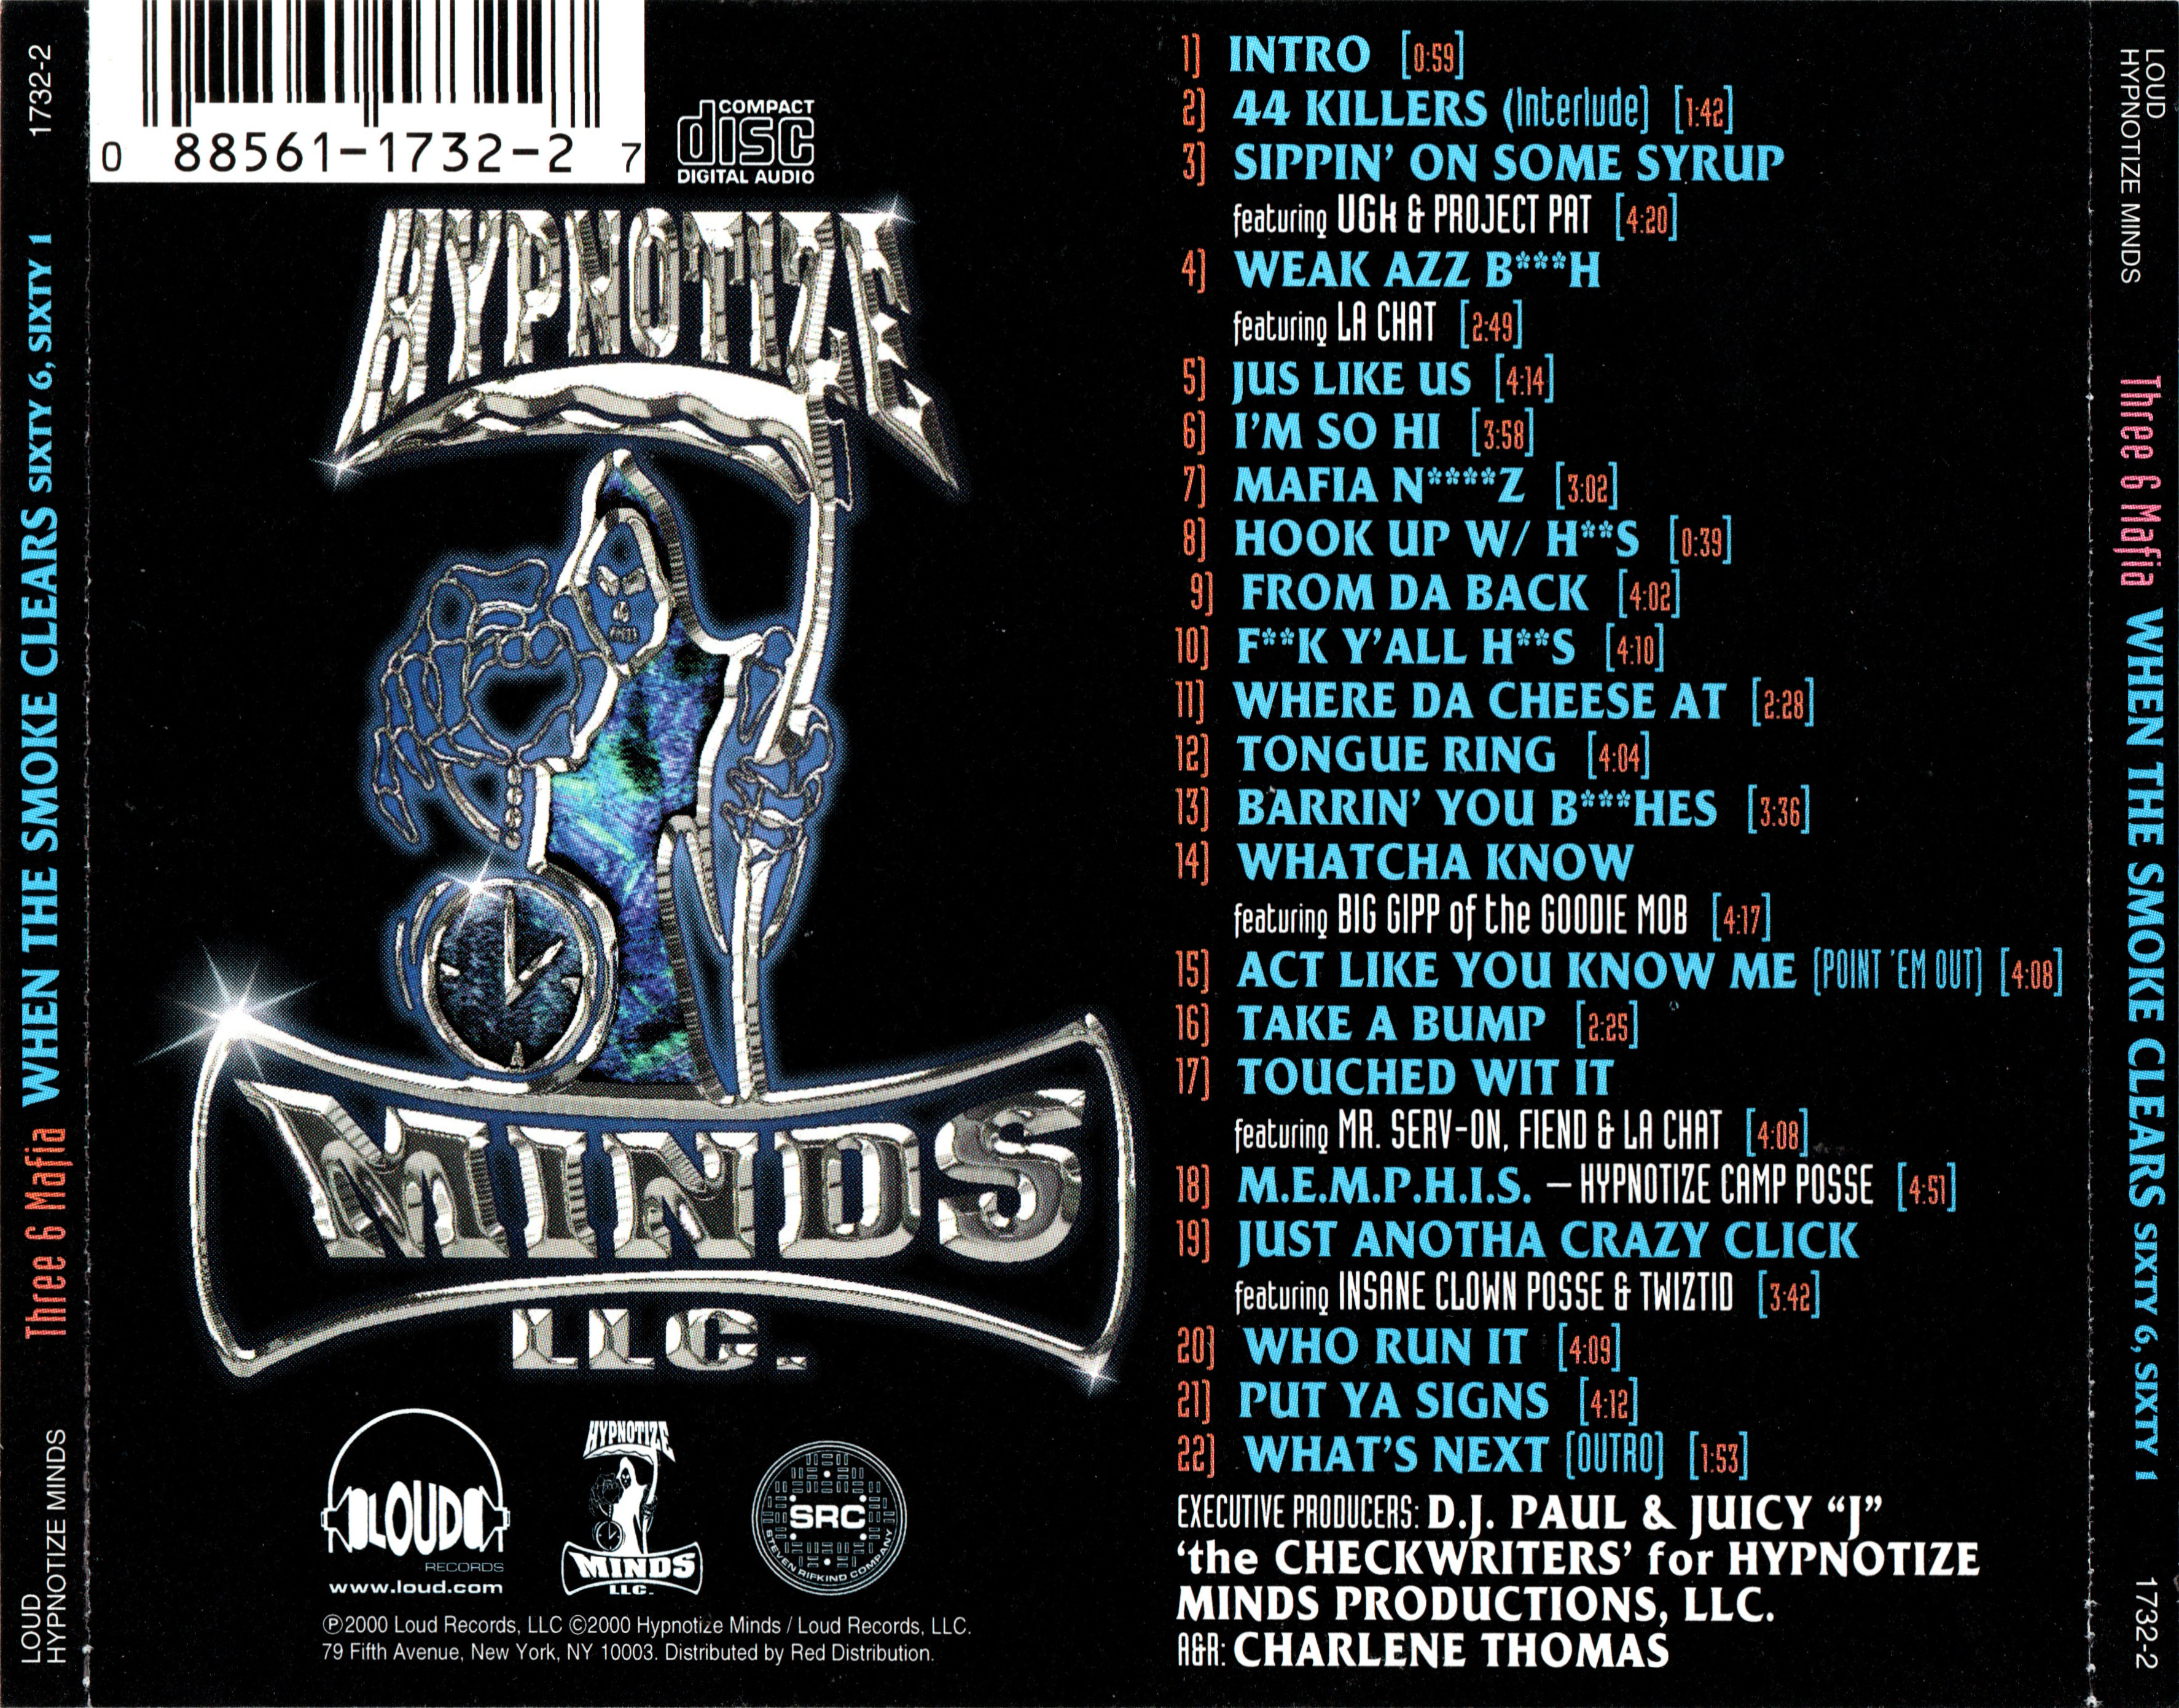 LOUD
HYPNOTIZE MINDS
Three 6 Mafia WHEN THE SMOKE CLEARS SIXTY 6, SIXTY 1
1732-2
0 88561-1732-2 7
COMPACT
disc
DIGITAL AUDIO
HYPNOTIZE
MINDS
LLC.
1) INTRO [0:59]
2) 44 KILLERS (Interlude) [1:42]
3) SIPPIN' ON SOME SYRUP
featuring UGK & PROJECT PAT [4:20]
4) WEAK AZZ B***H
featuring LA CHAT [2:49]
5) JUS LIKE US [4:14]
6) I'M SO HI [3:58]
7) MAFIA N****Z [3:02]
8) HOOK UP W/ H**S [0:39]
9) FROM DA BACK [4:02]
10) F**K Y'ALL H**S [4:10]
11) WHERE DA CHEESE AT [2:28]
12) TONGUE RING [4:04]
13) BARRIN' YOU B***HES [3:36]
14) WHATCHA KNOW
featuring BIG GIPP of the GOODIE MOB [4:17]
15) ACT LIKE YOU KNOW ME (POINT 'EM OUT) [4:08]
16) TAKE A BUMP [2:25]
17) TOUCHED WIT IT
featuring MR. SERV-ON, FIEND & LA CHAT [4:08]
18) M.E.M.P.H.I.S. – HYPNOTIZE CAMP POSSE [4:51]
19) JUST ANOTHA CRAZY CLICK
featuring INSANE CLOWN POSSE & TWIZTID [3:42]
20) WHO RUN IT [4:09]
21) PUT YA SIGNS [4:12]
22) WHAT'S NEXT (OUTRO) [1:53]
EXECUTIVE PRODUCERS: D.J. PAUL & JUICY "J"
'the CHECKWRITERS' for HYPNOTIZE
MINDS PRODUCTIONS, LLC.
A&R: CHARLENE THOMAS
LOUD
RECORDS
www.loud.com
HYPNOTIZE
MINDS
LLC.
SRC
STEVEN RIFKIND COMPANY
℗2000 Loud Records, LLC ©2000 Hypnotize Minds / Loud Records, LLC.
79 Fifth Avenue, New York, NY 10003. Distributed by Red Distribution.
LOUD
HYPNOTIZE MINDS
Three 6 Mafia WHEN THE SMOKE CLEARS SIXTY 6, SIXTY 1
1732-2